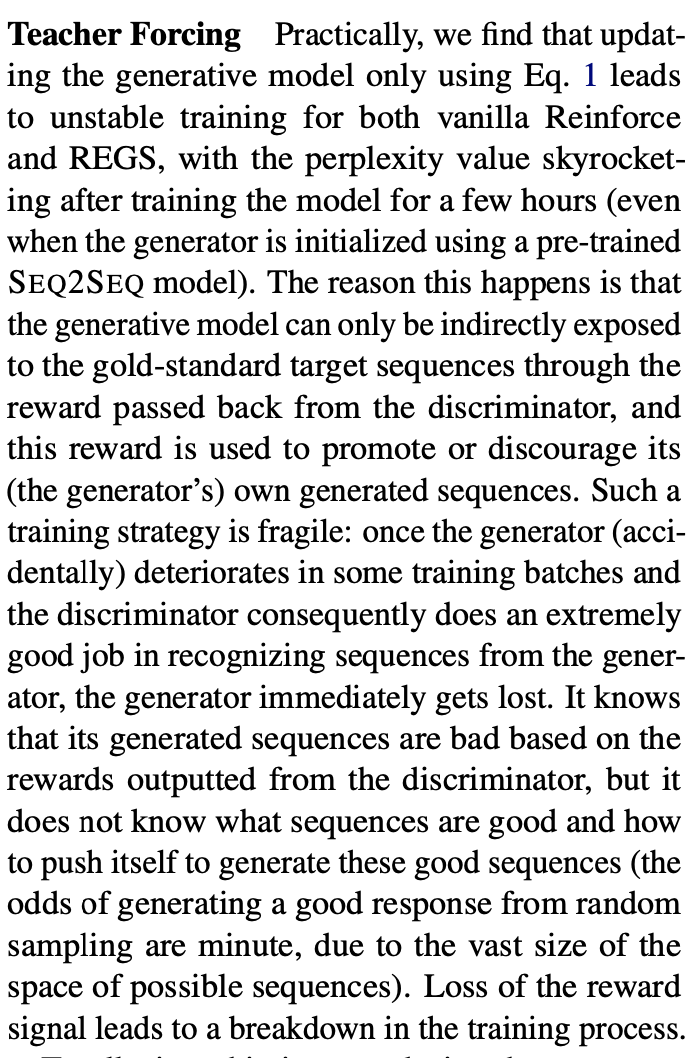 Teacher Forcing Practically, we find that updat-
ing the generative model only using Eq. 1 leads
to unstable training for both vanilla Reinforce
and REGS, with the perplexity value skyrocket-
ing after training the model for a few hours (even
when the generator is initialized using a pre-trained
SEQ2SEQ model). The reason this happens is that
the generative model can only be indirectly exposed
to the gold-standard target sequences through the
reward passed back from the discriminator, and
this reward is used to promote or discourage its
(the generator's) own generated sequences. Such a
training strategy is fragile: once the generator (acci-
dentally) deteriorates in some training batches and
the discriminator consequently does an extremely
good job in recognizing sequences from the gener-
ator, the generator immediately gets lost. It knows
that its generated sequences are bad based on the
rewards outputted from the discriminator, but it
does not know what sequences are good and how
to push itself to generate these good sequences (the
odds of generating a good response from random
sampling are minute, due to the vast size of the
space of possible sequences). Loss of the reward
signal leads to a breakdown in the training process.